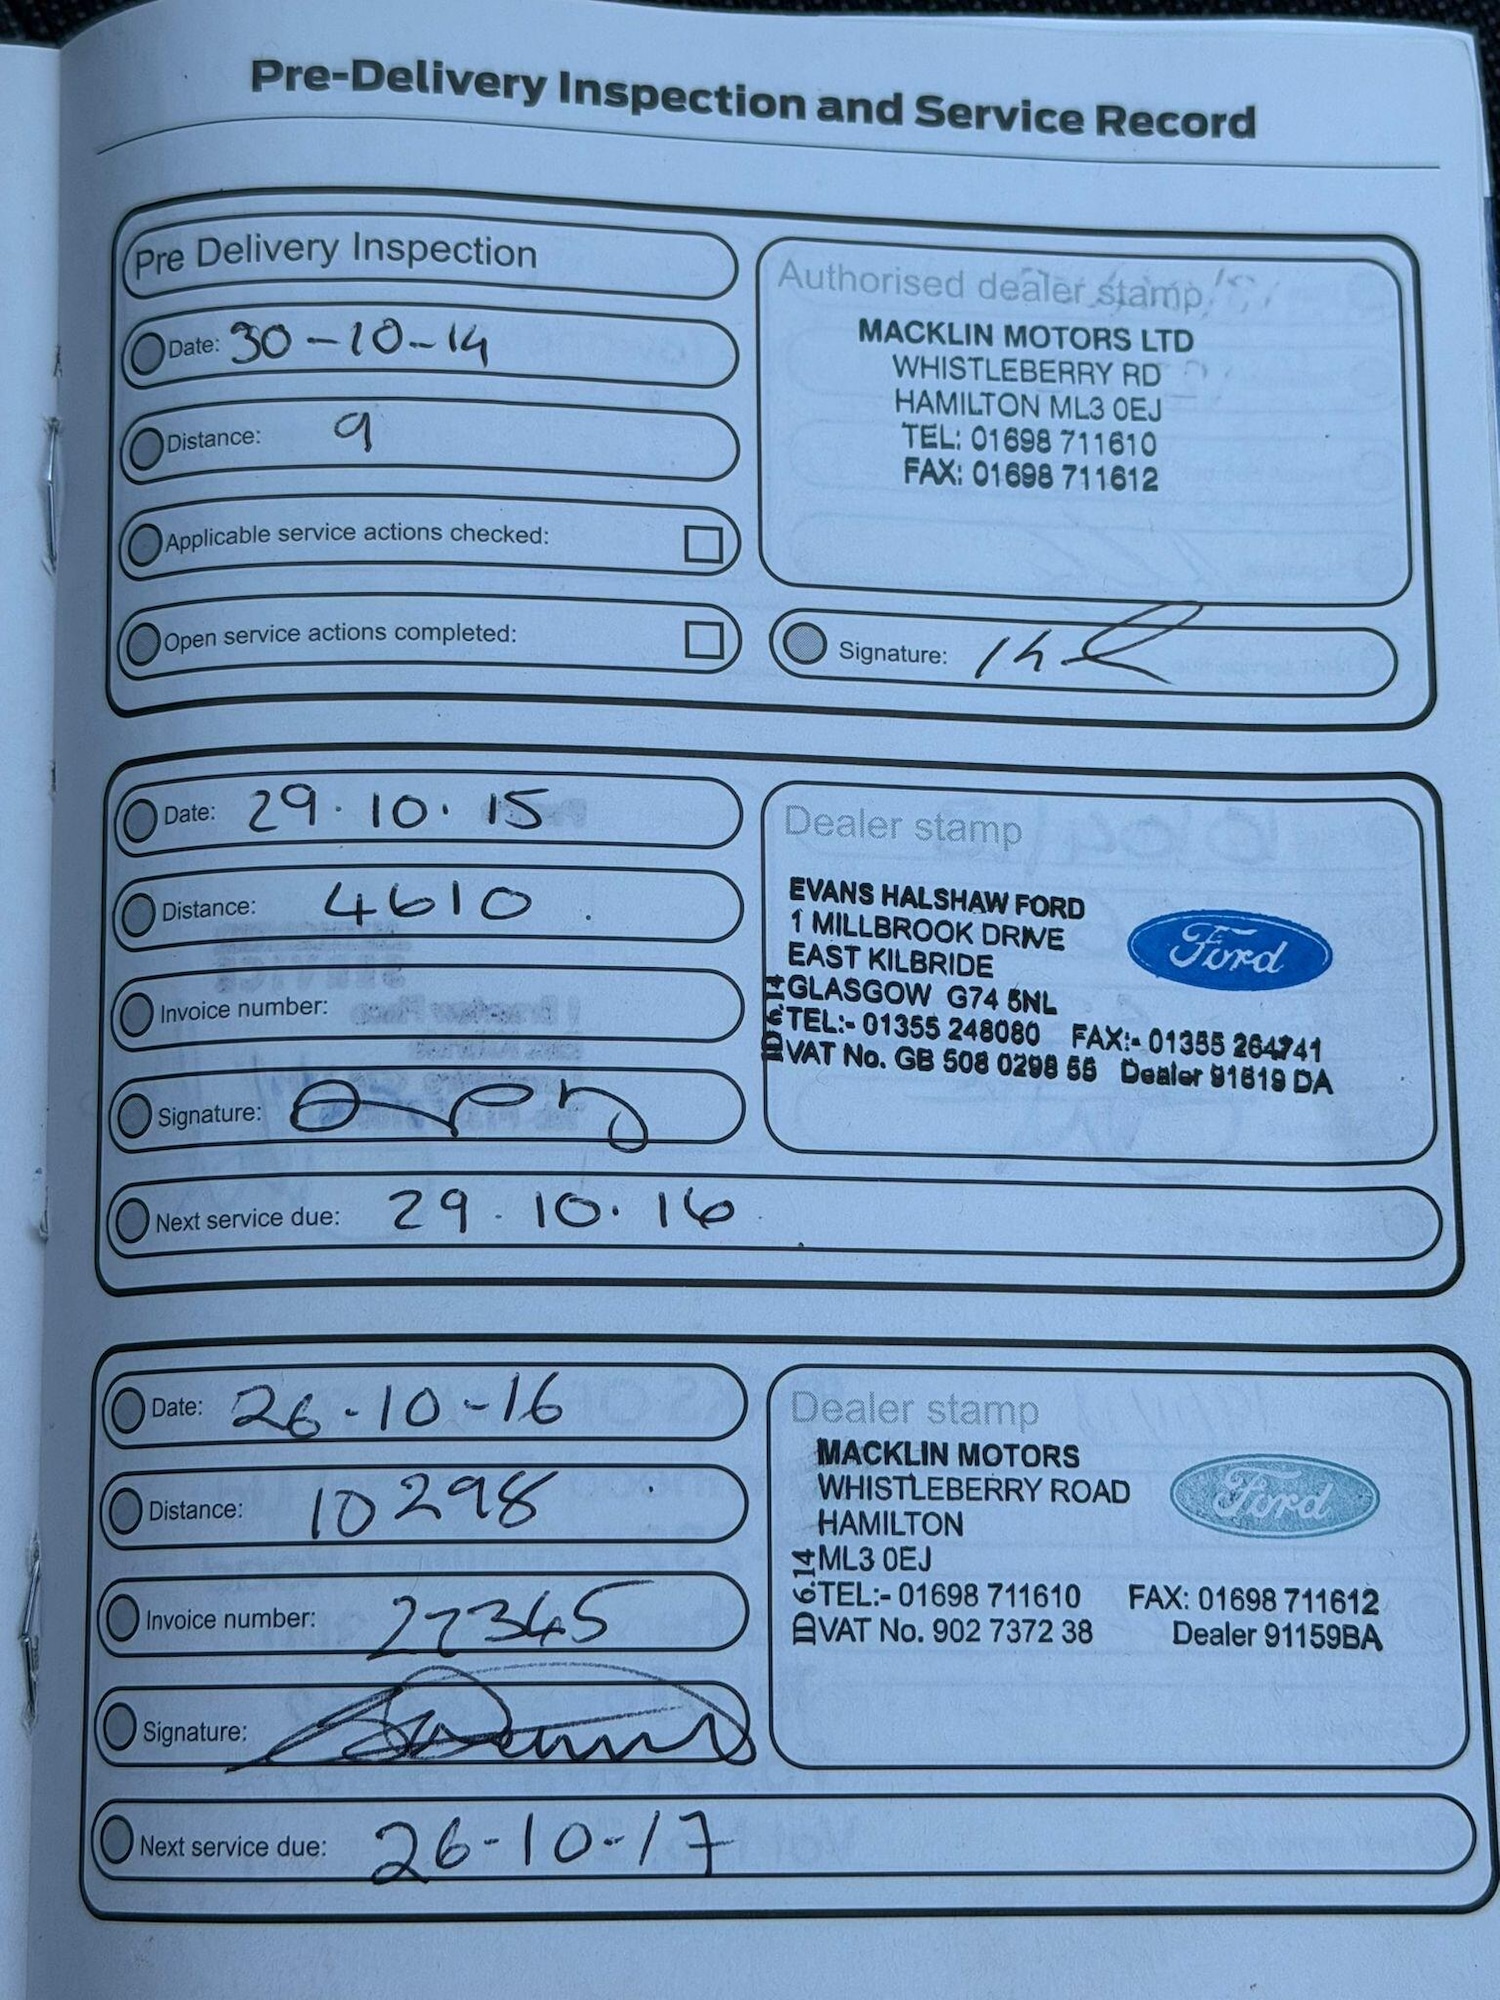 Pre-Delivery Inspection and Service Record
Pre Delivery Inspection
Date: 30-10-14
Distance: 9
Applicable service actions checked:
Open service actions completed:
Authorised dealer stamp
MACKLIN MOTORS LTD
WHISTLEBERRY RD
HAMILTON ML3 0EJ
TEL: 01698 711610
FAX: 01698 711612
Signature:
Date: 29.10.15
Distance: 4610
Invoice number:
Signature:
Dealer stamp
EVANS HALSHAW FORD
1 MILLBROOK DRIVE
EAST KILBRIDE
GLASGOW G74 5NL
TEL:- 01355 248080 FAX:- 01355 264741
VAT No. GB 508 0298 55 Dealer 91619 DA
Ford
Next service due: 29.10.16
Date: 26-10-16
Distance: 10298
Invoice number: 27345
Signature:
Dealer stamp
MACKLIN MOTORS
WHISTLEBERRY ROAD
HAMILTON
ML3 0EJ
TEL:- 01698 711610 FAX: 01698 711612
VAT No. 902 7372 38 Dealer 91159BA
ID 6.14
Ford
Next service due: 26-10-17